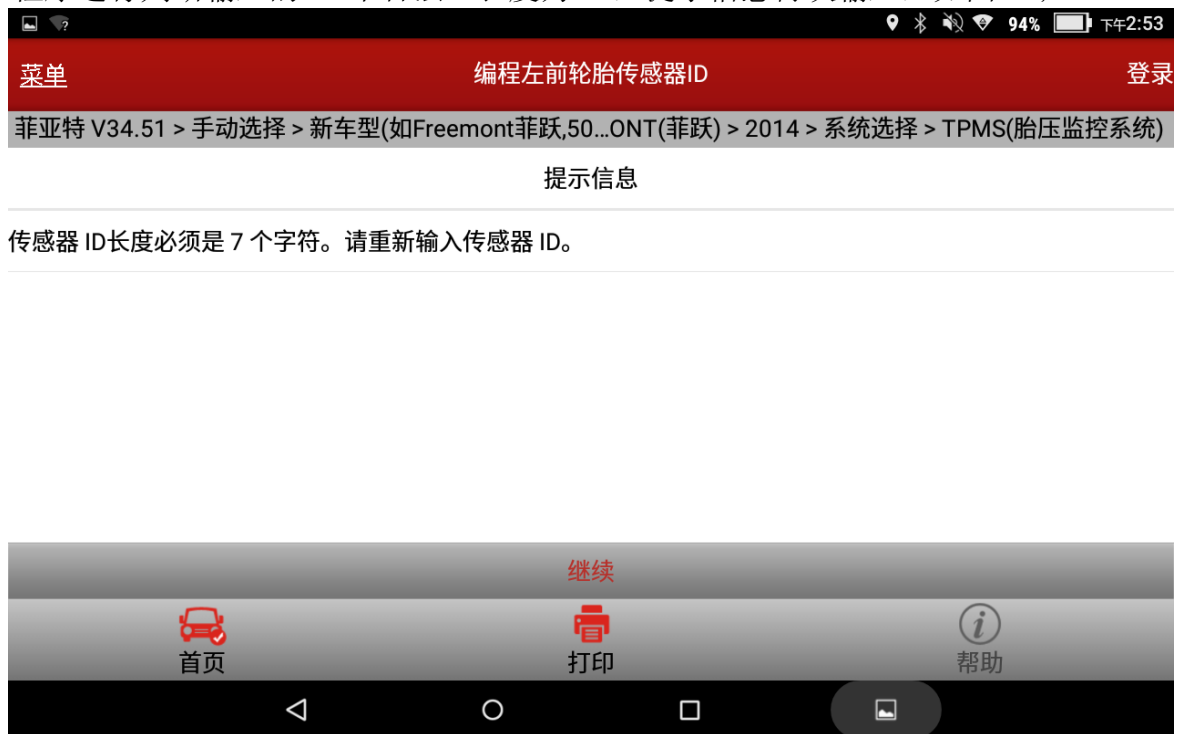 94% 下午2:53
菜单 编程左前轮胎传感器ID 登录
菲亚特 V34.51 > 手动选择 > 新车型(如Freemont菲跃,50...ONT(菲跃) > 2014 > 系统选择 > TPMS(胎压监控系统)
提示信息
传感器 ID长度必须是 7 个字符。请重新输入传感器 ID。
继续
首页 打印 帮助